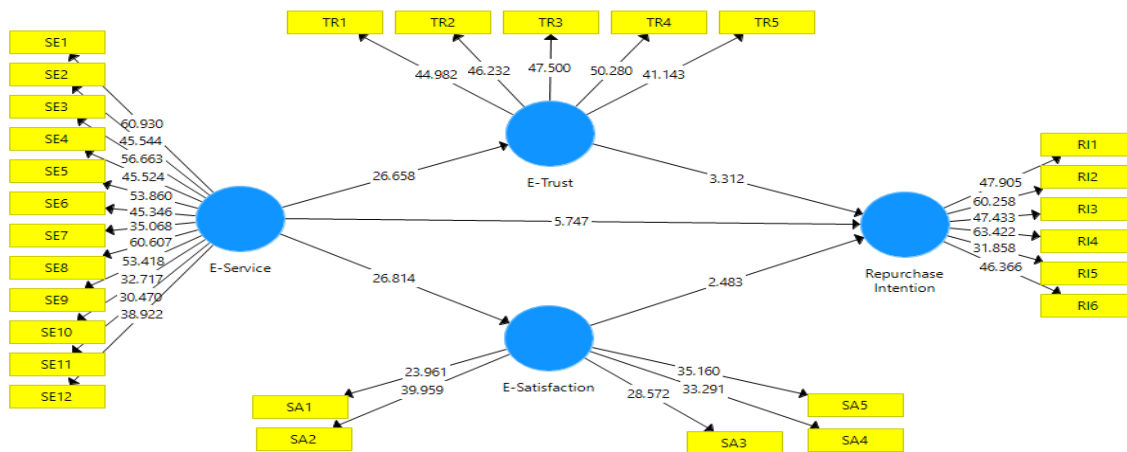 TR1
TR2
TR3
TR4
TR5
44.982
46.232
47.500
50.280
41.143
SE1
SE2
SE3
SE4
SE5
SE6
SE7
SE8
SE9
SE10
SE11
SE12
60.930
45.544
56.663
45.524
53.860
45.346
35.068
60.607
53.418
32.717
30.470
38.922
E-Service
26.658
E-Trust
3.312
5.747
26.814
2.483
E-Satisfaction
Repurchase
Intention
47.905
60.258
47.433
63.422
31.858
46.366
RI1
RI2
RI3
RI4
RI5
RI6
23.961
39.959
28.572
35.160
33.291
SA1
SA2
SA3
SA4
SA5